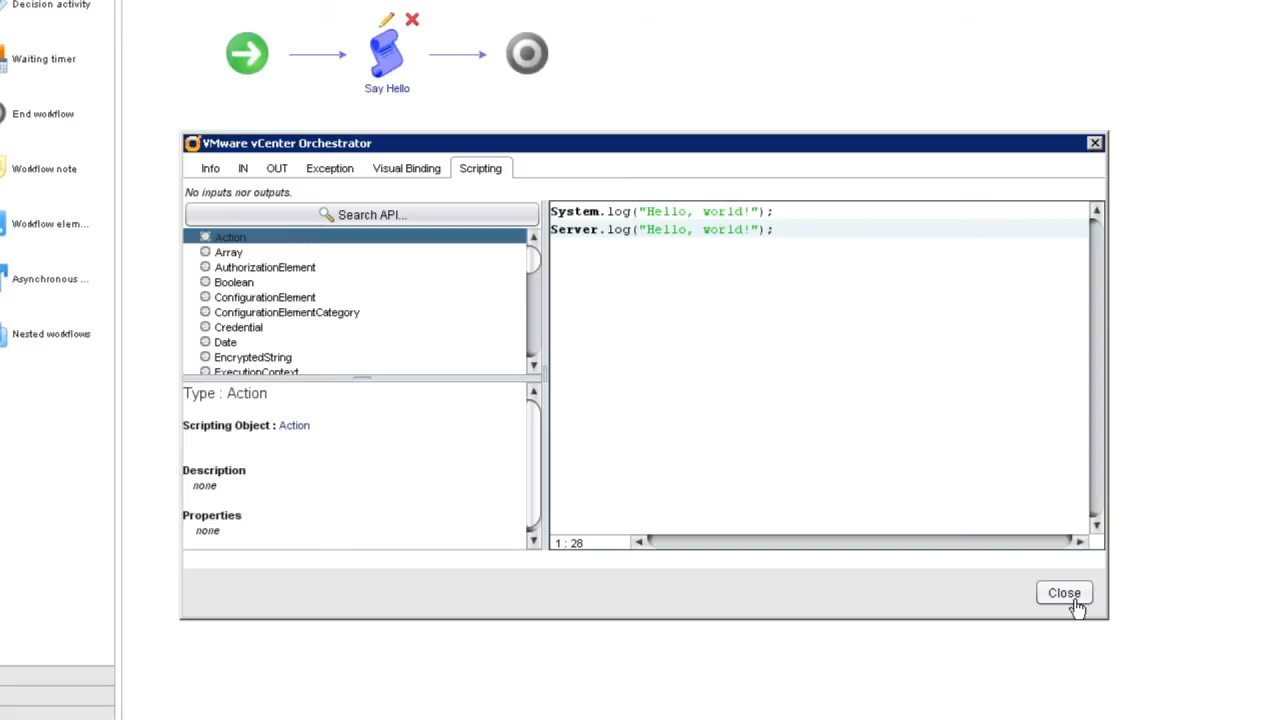 Decision activity
Waiting timer
End workflow
Workflow note
Workflow elem...
Asynchronous ...
Nested workflows
Say Hello
VMware vCenter Orchestrator
Info IN OUT Exception Visual Binding Scripting
No inputs nor outputs.
Search API...
Action
Array
AuthorizationElement
Boolean
ConfigurationElement
ConfigurationElementCategory
Credential
Date
EncryptedString
ExecutionContext
Type : Action
Scripting Object : Action
Description
none
Properties
none
System.log("Hello, world!");
Server.log("Hello, world!");
1 : 28
Close